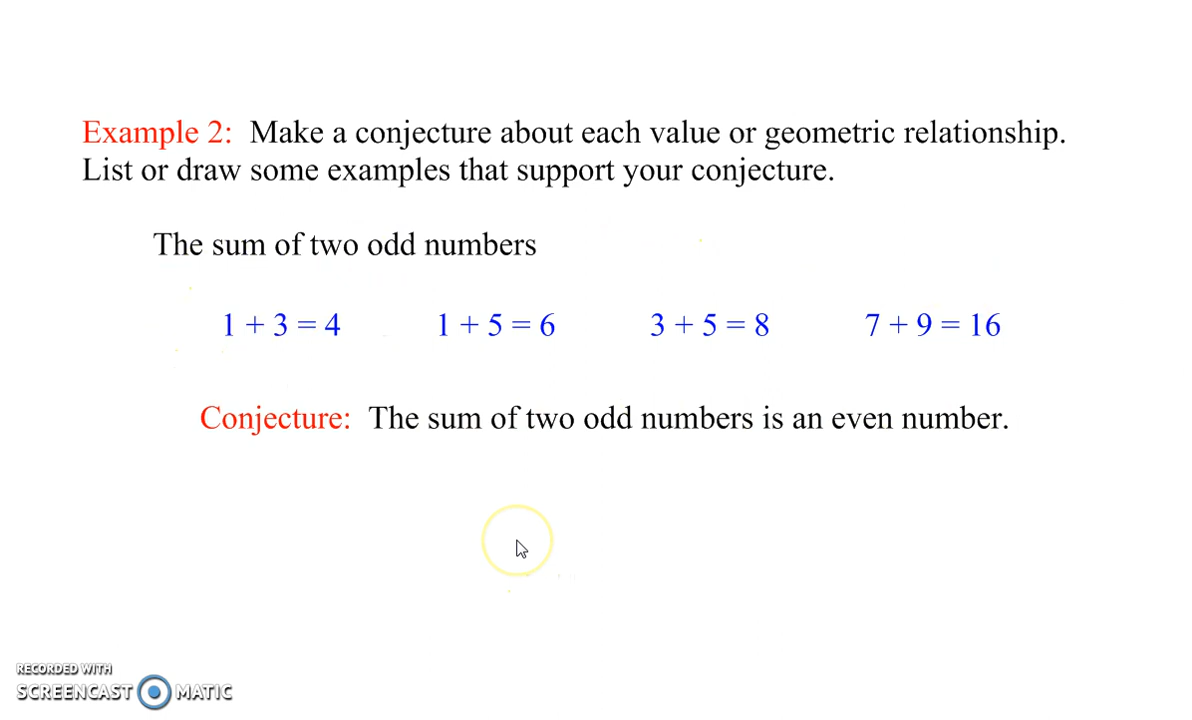 Example 2: Make a conjecture about each value or geometric relationship.
List or draw some examples that support your conjecture.
The sum of two odd numbers
1 + 3 = 4 1 + 5 = 6 3 + 5 = 8 7 + 9 = 16
Conjecture: The sum of two odd numbers is an even number.
RECORDED WITH
SCREENCAST MATIC